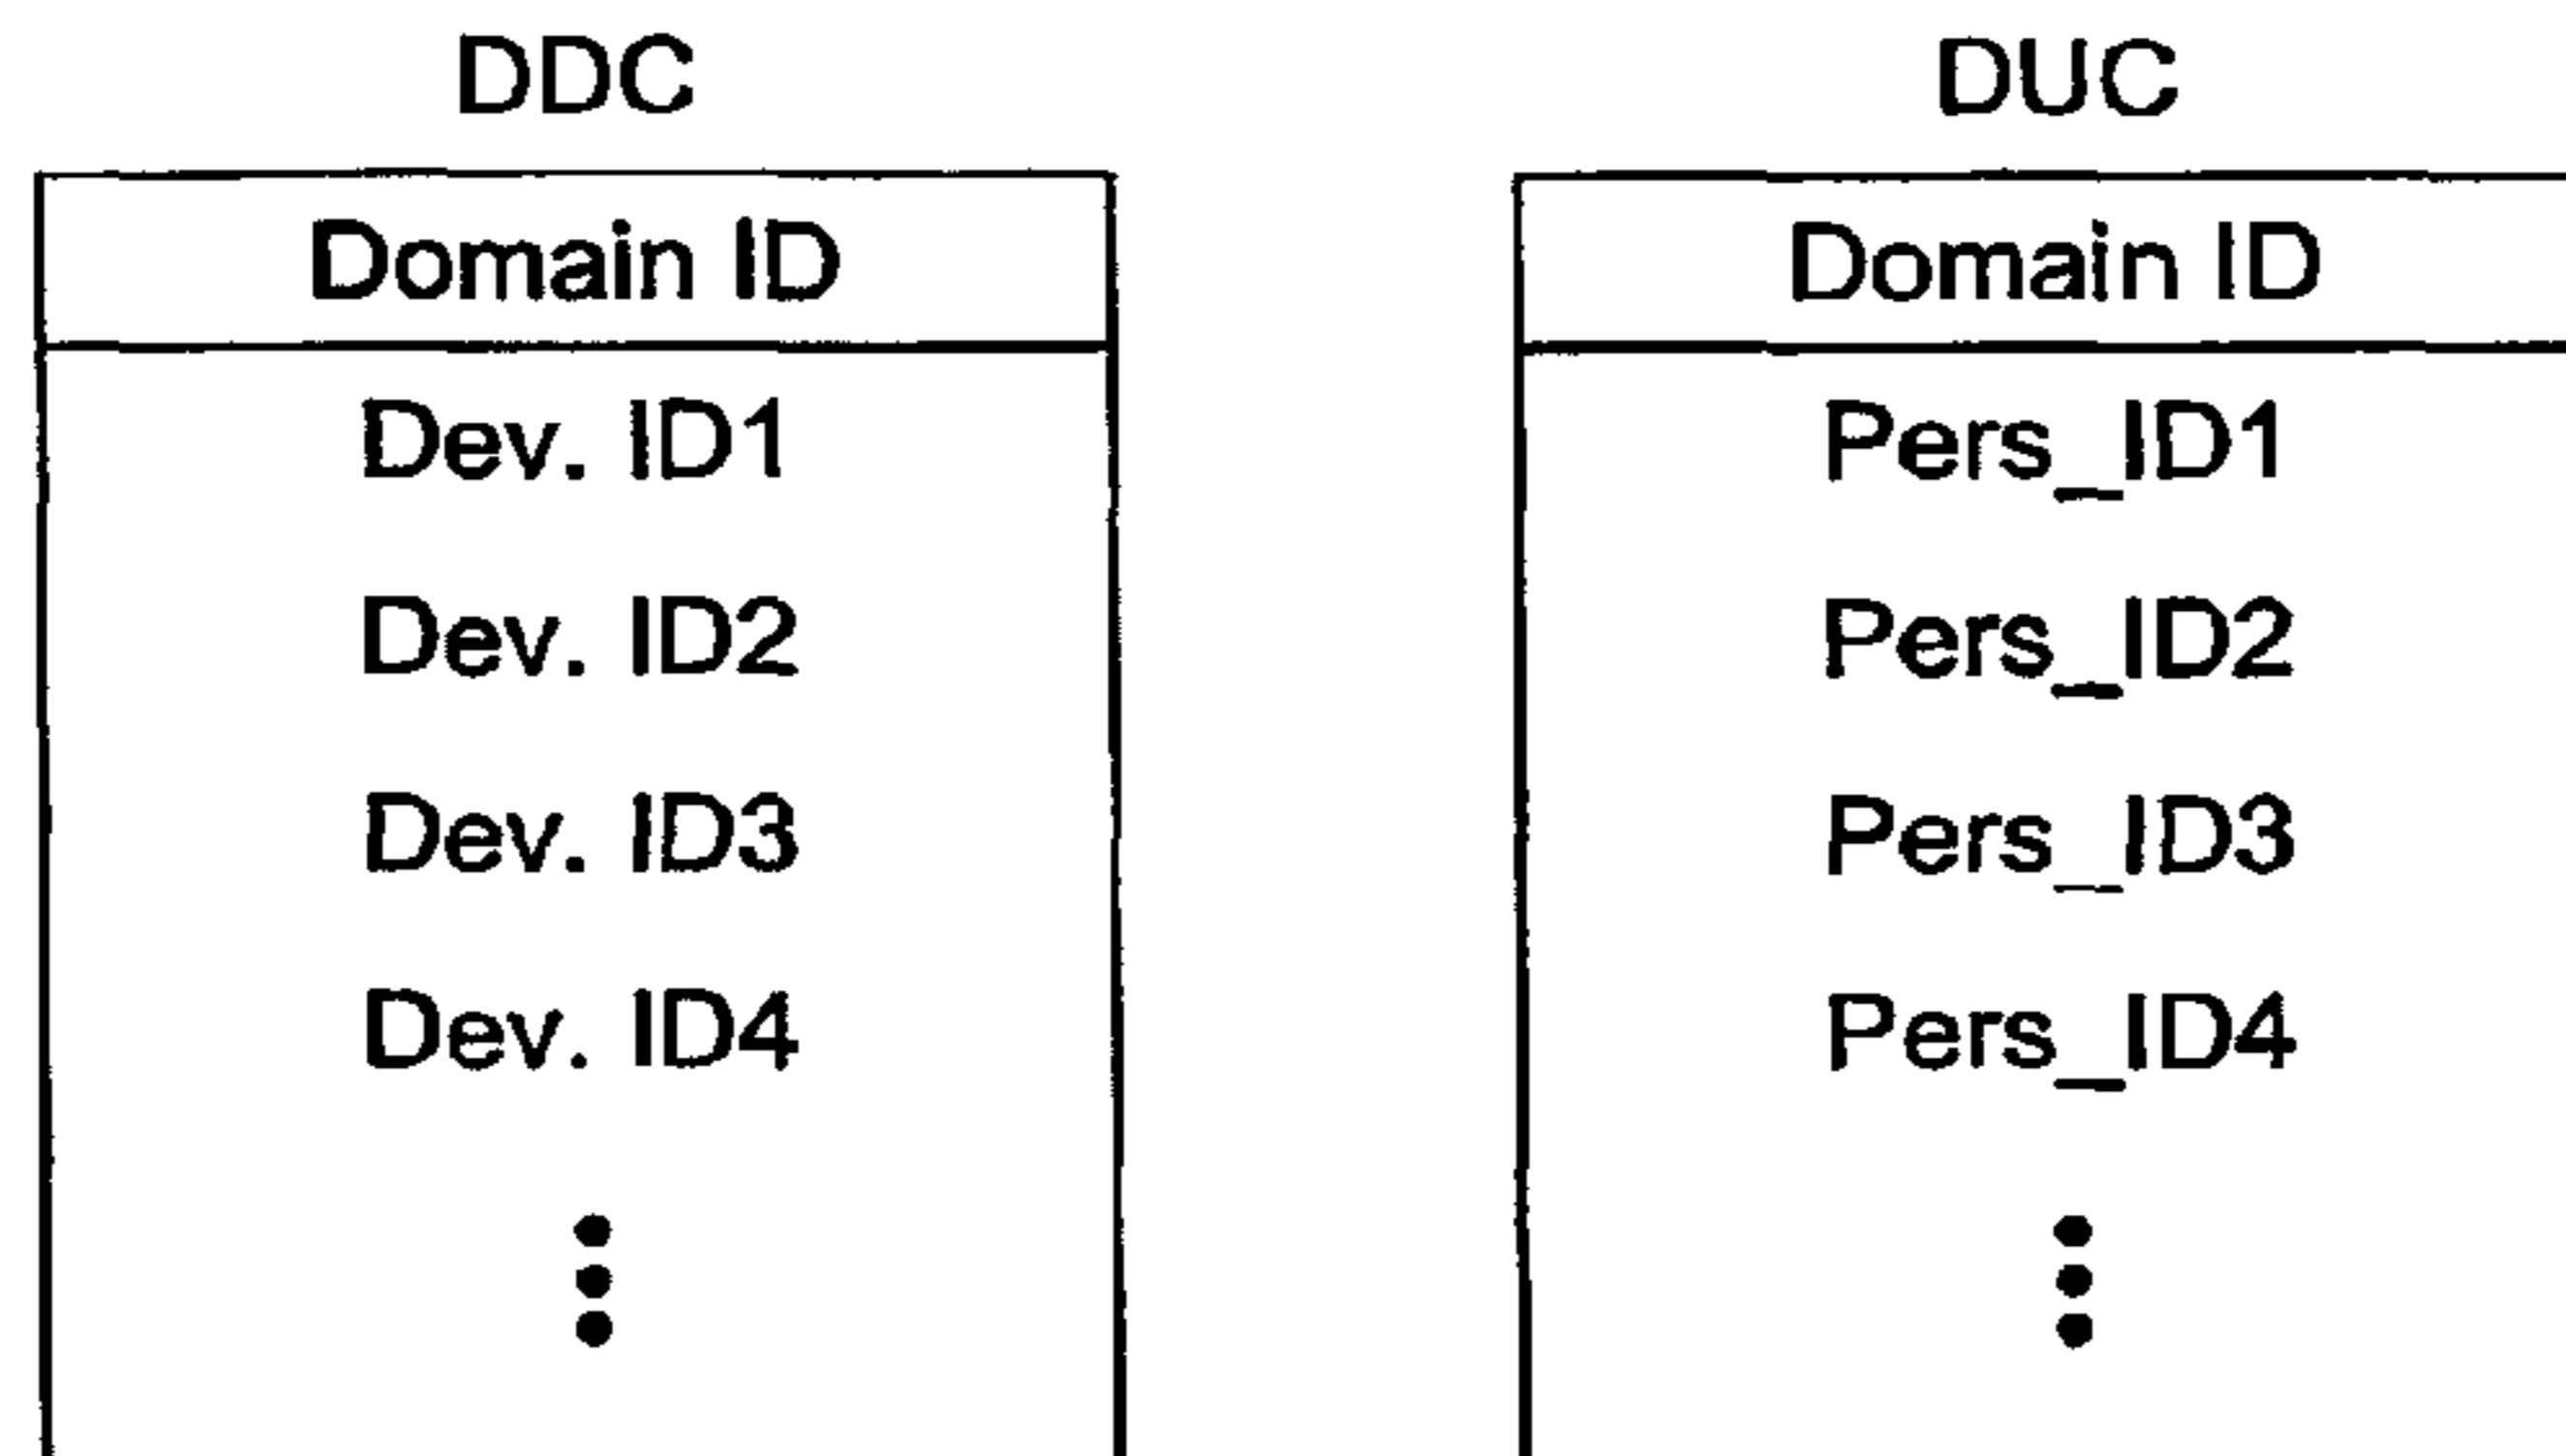 DDC
Domain ID
Dev. ID1
Dev. ID2
Dev. ID3
Dev. ID4
DUC
Domain ID
Pers_ID1
Pers_ID2
Pers_ID3
Pers_ID4